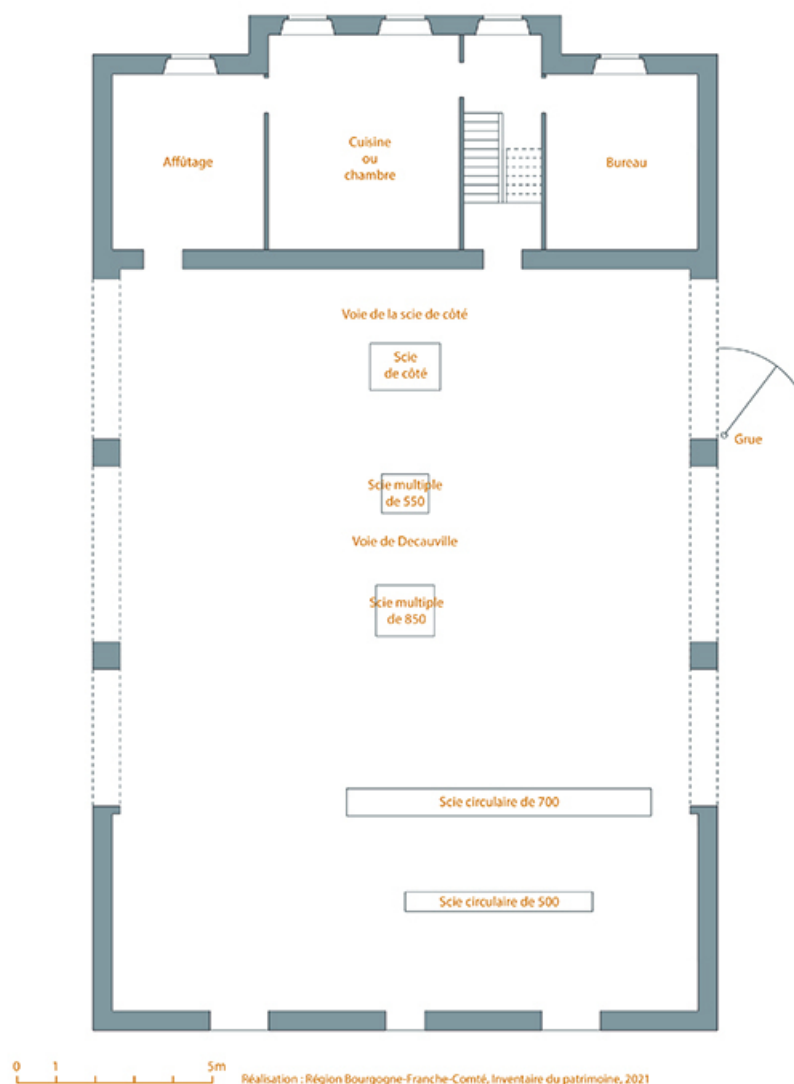 Affûtage
Cuisine
ou
chambre
Bureau
Voie de la scie de côté
Scie
de côté
Grue
Scie multiple
de 550
Voie de Decauville
Scie multiple
de 850
Scie circulaire de 700
Scie circulaire de 500
0 1 5m
Réalisation : Région Bourgogne-Franche-Comté, Inventaire du patrimoine, 2021